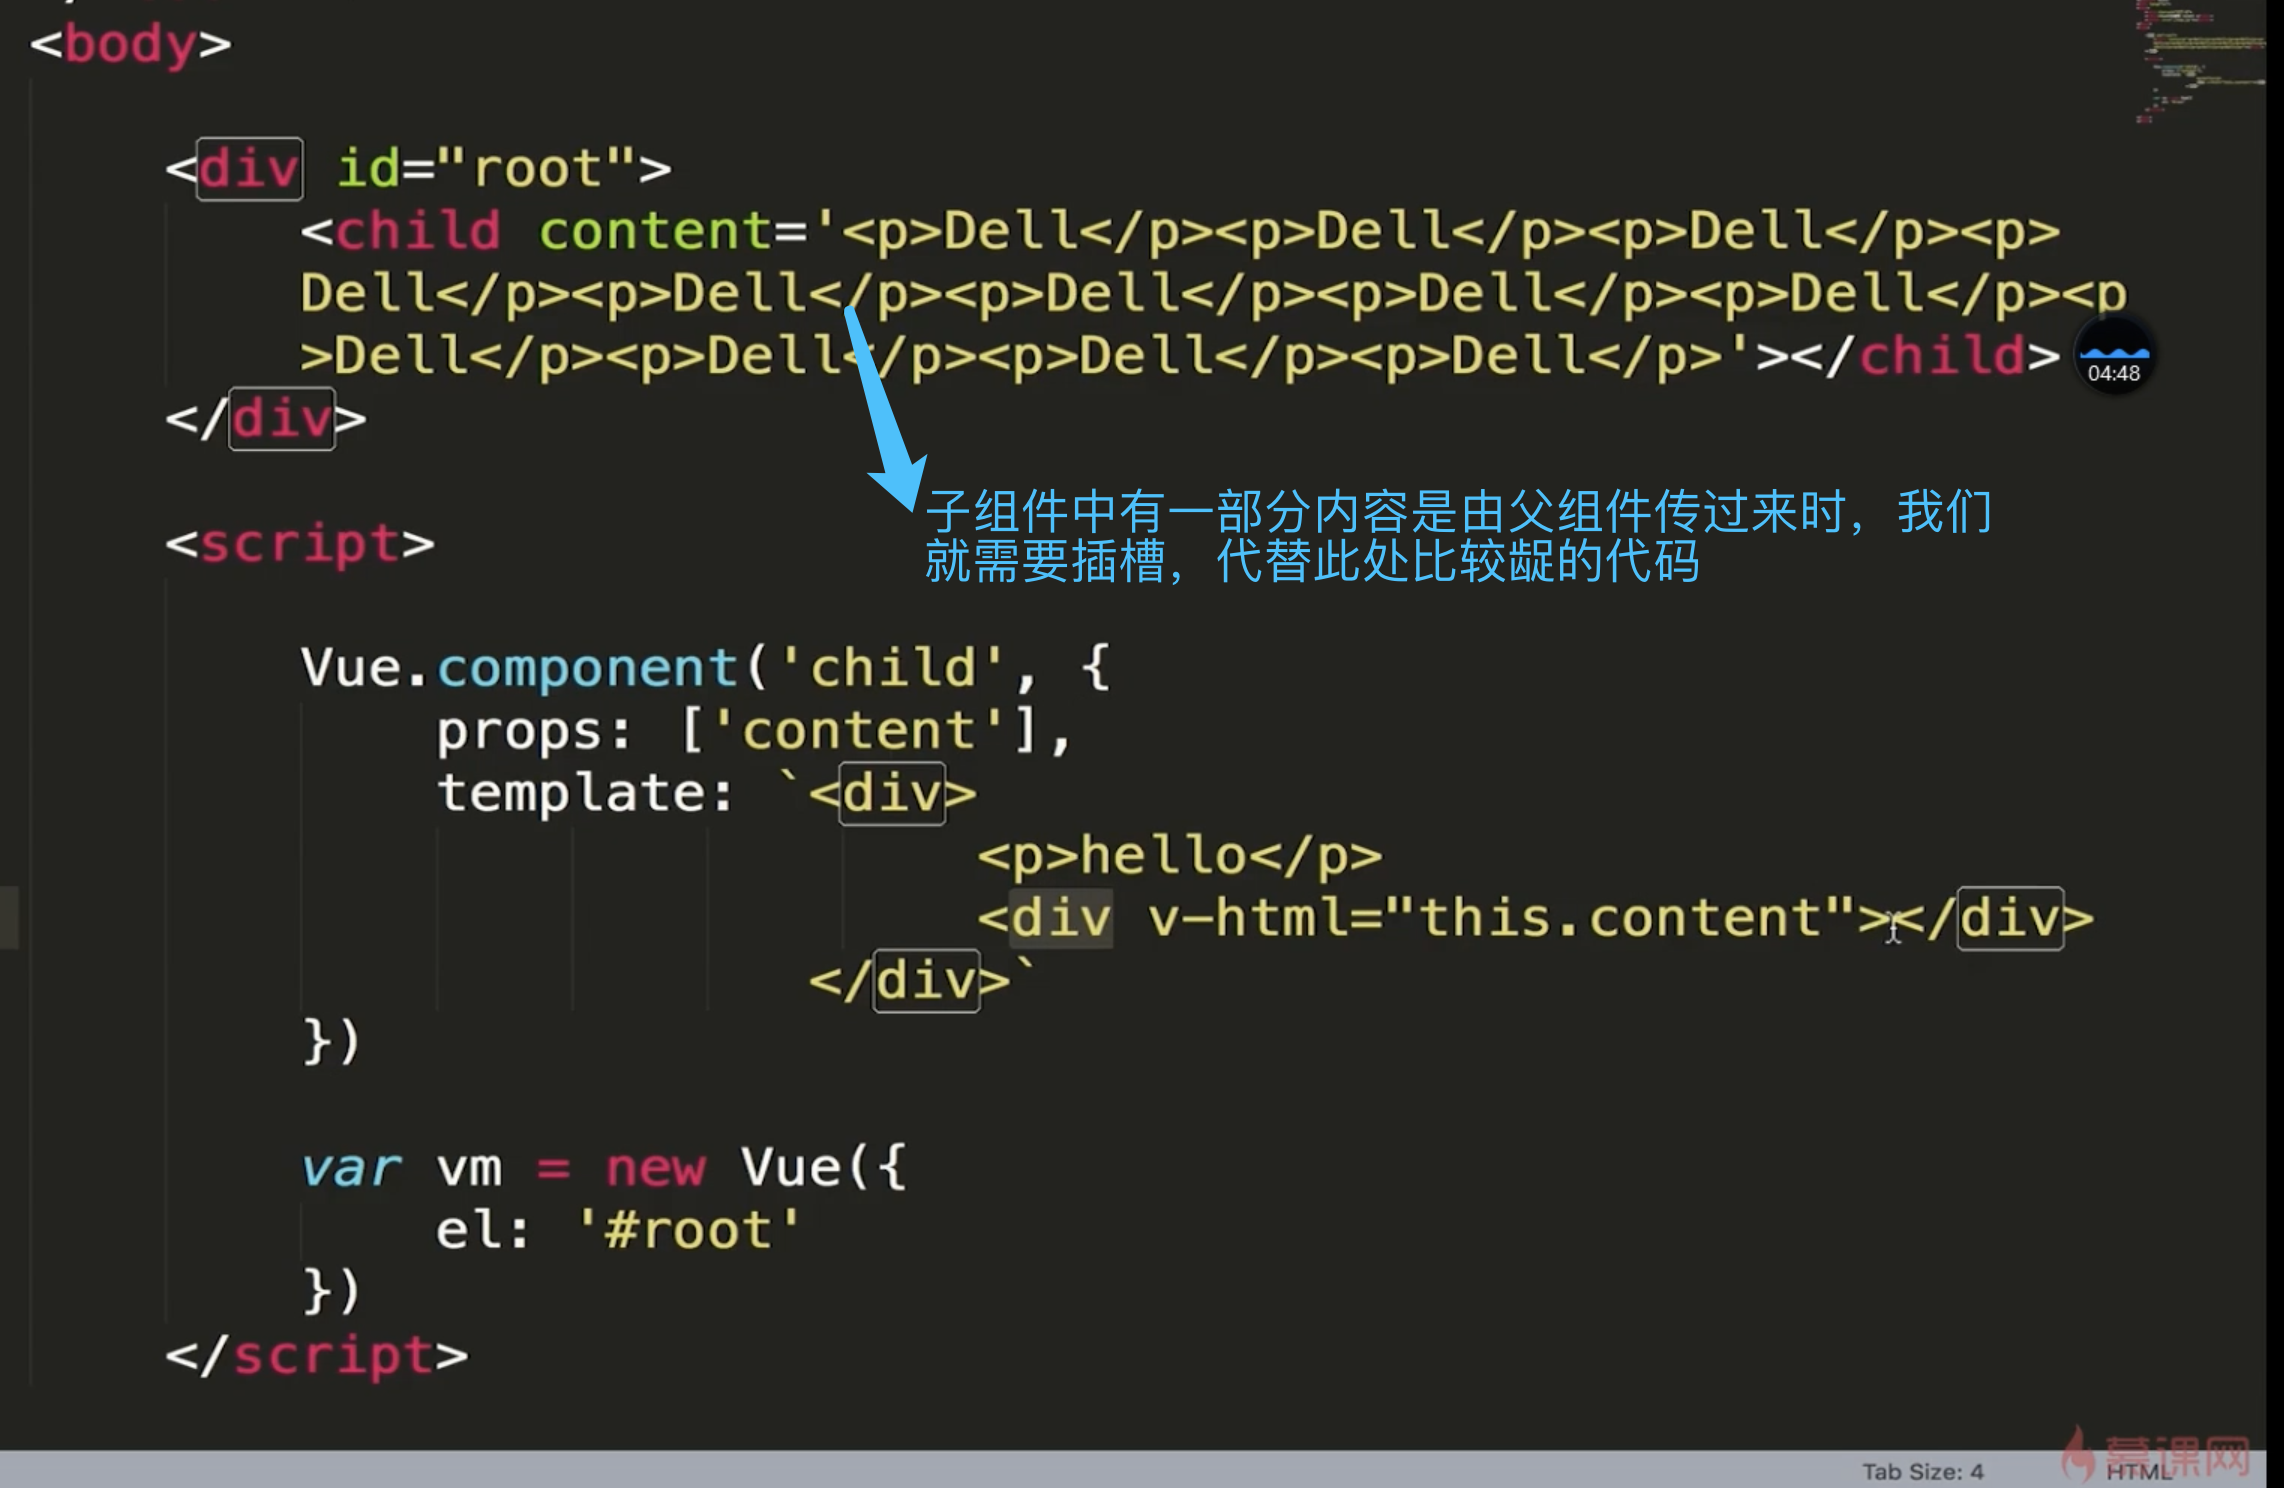 <body>
<div id="root">
<child content='<p>Dell</p><p>Dell</p><p>Dell</p><p>
Dell</p><p>Dell</p><p>Dell</p><p>Dell</p><p>Dell</p><p
>Dell</p><p>Dell</p><p>Dell</p><p>Dell</p>'></child>
04:48
</div>
子组件中有一部分内容是由父组件传过来时，我们
就需要插槽，代替此处比较龊的代码
<script>
Vue.component('child', {
props: ['content'],
template: `<div>
<p>hello</p>
<div v-html="this.content"></div>
</div>`
})
var vm = new Vue({
el: '#root'
})
</script>
Tab Size: 4
HTML
慕课网